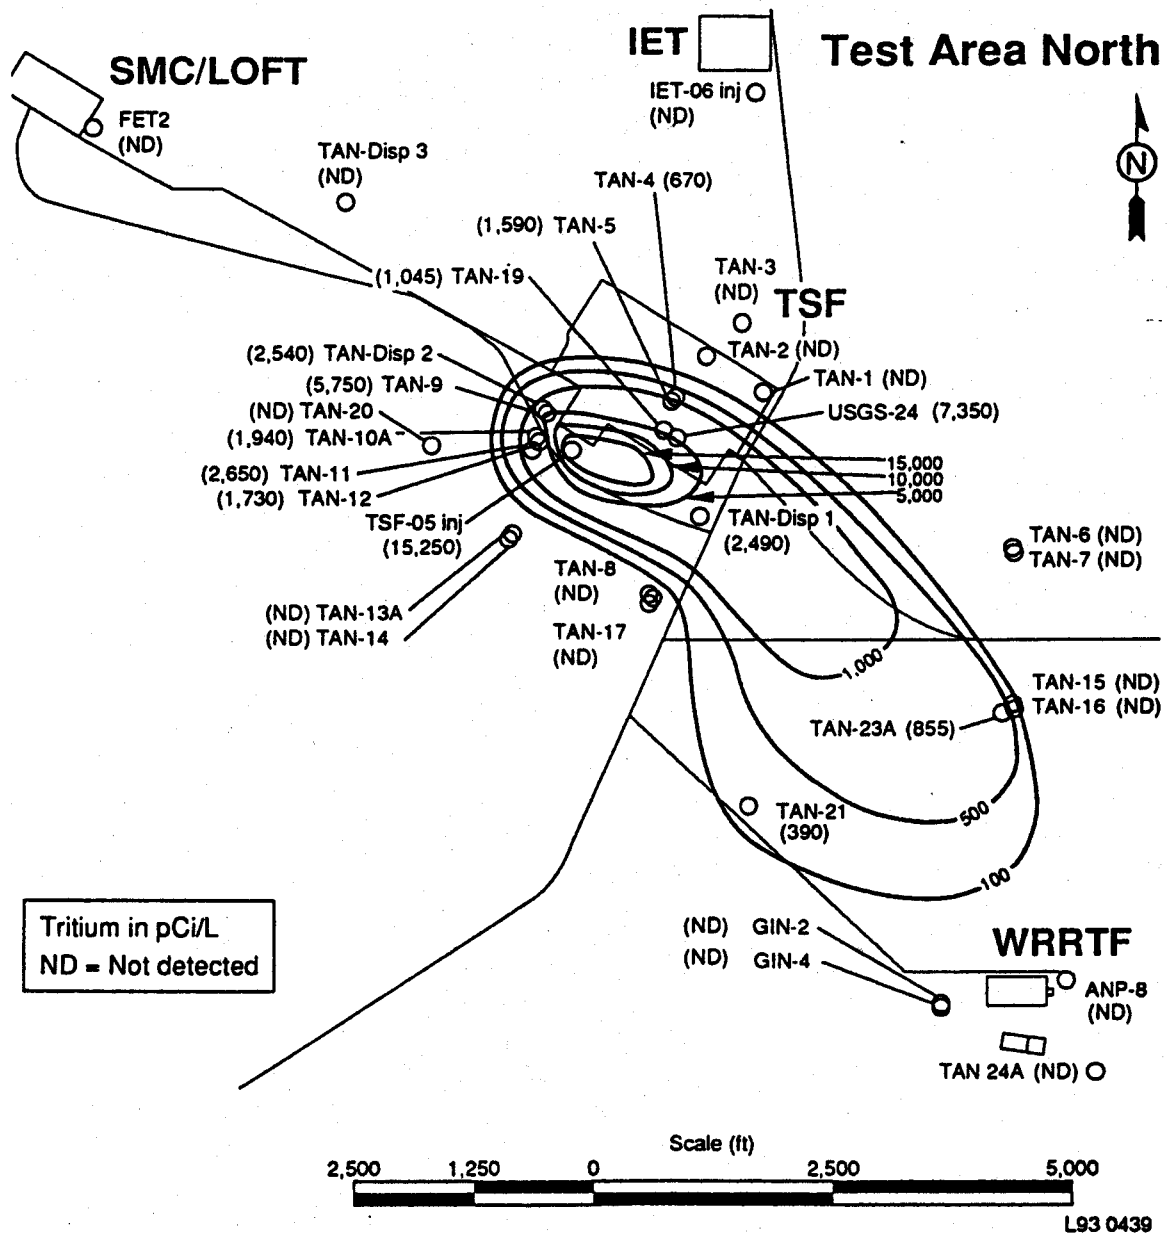 IET
Test Area North
SMC/LOFT
IET-06 inj
(ND)
FET2
(ND)
TAN-Disp 3
(ND)
N
TAN-4 (670)
(1,590) TAN-5
(1,045) TAN-19
TAN-3
(ND)
TSF
TAN-2 (ND)
(2,540) TAN-Disp 2
TAN-1 (ND)
(5,750) TAN-9
USGS-24 (7,350)
(ND) TAN-20
(1,940) TAN-10A
15,000
(2,650) TAN-11
10,000
(1,730) TAN-12
5,000
TSF-05 inj
(15,250)
TAN-Disp 1
(2,490)
TAN-6 (ND)
TAN-7 (ND)
TAN-8
(ND)
(ND) TAN-13A
(ND) TAN-14
TAN-17
(ND)
1,000
TAN-15 (ND)
TAN-16 (ND)
TAN-23A (855)
TAN-21
(390)
500
100
Tritium in pCi/L
ND = Not detected
(ND) GIN-2
(ND) GIN-4
WRRTF
ANP-8
(ND)
TAN 24A (ND)
Scale (ft)
2,500 1,250 0 2,500 5,000
L93 0439